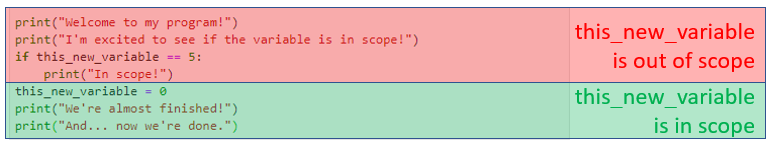 print("Welcome to my program!")
print("I'm excited to see if the variable is in scope!")
if this_new_variable == 5:
    print("In scope!")
this_new_variable = 0
print("We're almost finished!")
print("And... now we're done.")
this_new_variable
is out of scope
this_new_variable
is in scope